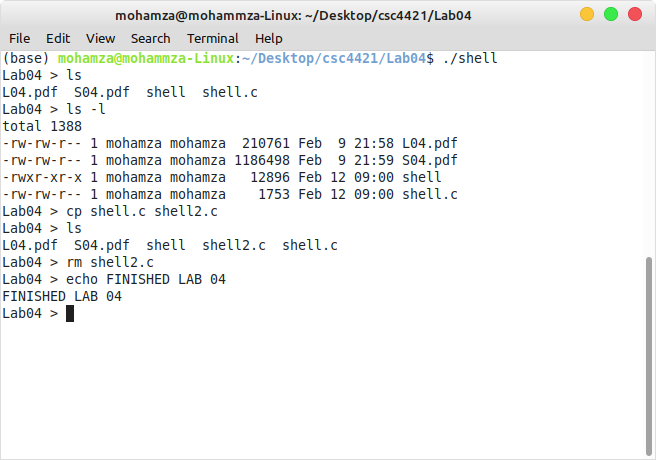 mohamza@mohammza-Linux: ~/Desktop/csc4421/Lab04
File Edit View Search Terminal Help
(base) mohamza@mohammza-Linux:~/Desktop/csc4421/Lab04$ ./shell
Lab04 > ls
L04.pdf  S04.pdf  shell  shell.c
Lab04 > ls -l
total 1388
-rw-rw-r-- 1 mohamza mohamza  210761 Feb  9 21:58 L04.pdf
-rw-rw-r-- 1 mohamza mohamza 1186498 Feb  9 21:59 S04.pdf
-rwxr-xr-x 1 mohamza mohamza   12896 Feb 12 09:00 shell
-rw-rw-r-- 1 mohamza mohamza    1753 Feb 12 09:00 shell.c
Lab04 > cp shell.c shell2.c
Lab04 > ls
L04.pdf  S04.pdf  shell  shell2.c  shell.c
Lab04 > rm shell2.c
Lab04 > echo FINISHED LAB 04
FINISHED LAB 04
Lab04 >